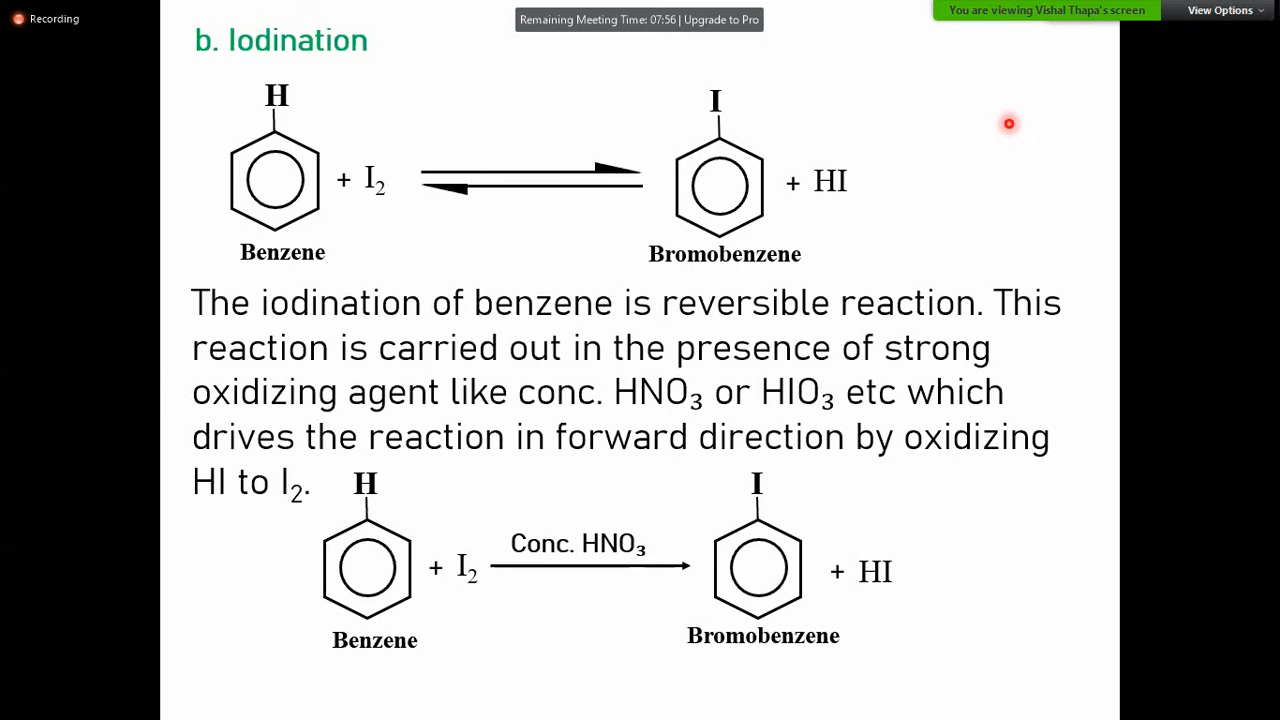 Recording
Remaining Meeting Time: 07:56 | Upgrade to Pro
You are viewing Vishal Thapa's screen
View Options
b. Iodination
H
I
+ I₂
+ HI
Benzene
Bromobenzene
The iodination of benzene is reversible reaction. This
reaction is carried out in the presence of strong
oxidizing agent like conc. HNO₃ or HIO₃ etc which
drives the reaction in forward direction by oxidizing
HI to I₂.
H
I
+ I₂
Conc. HNO₃
+ HI
Benzene
Bromobenzene